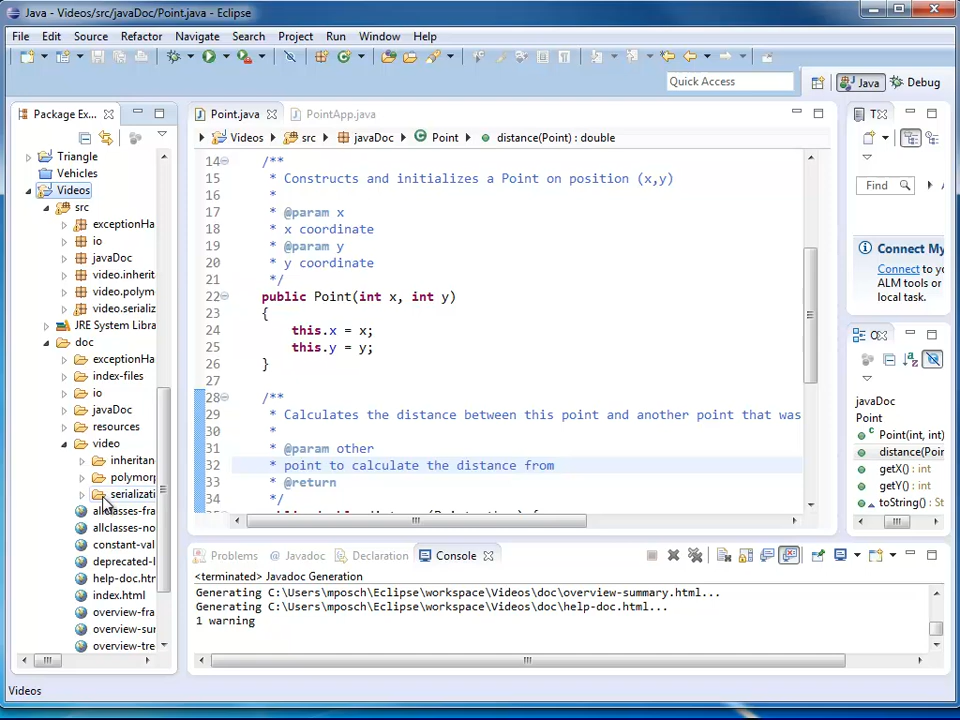 Java - Videos/src/javaDoc/Point.java - Eclipse
File Edit Source Refactor Navigate Search Project Run Window Help
Quick Access
Java
Debug
Package Ex...
Triangle
Vehicles
Videos
src
exceptionHa
io
javaDoc
video.inherit
video.polym
video.serializ
JRE System Libra
doc
exceptionHa
index-files
io
javaDoc
resources
video
inheritan
polymorp
serializati
allclasses-fra
allclasses-no
constant-val
deprecated-l
help-doc.htm
index.html
overview-fra
overview-sur
overview-tre
Point.java PointApp.java
Videos src javaDoc Point distance(Point) : double
14 /**
15 * Constructs and initializes a Point on position (x,y)
16 *
17 * @param x
18 * x coordinate
19 * @param y
20 * y coordinate
21 */
22 public Point(int x, int y)
23 {
24 this.x = x;
25 this.y = y;
26 }
27
28 /**
29 * Calculates the distance between this point and another point that was
30 *
31 * @param other
32 * point to calculate the distance from
33 * @return
34 */
Find
Connect My
Connect to yo
ALM tools or
local task.
javaDoc
Point
Point(int, int)
distance(Poin
getX() : int
getY() : int
toString() : St
Problems @ Javadoc Declaration Console
<terminated> Javadoc Generation
Generating C:\Users\mposch\Eclipse\workspace\Videos\doc\overview-summary.html...
Generating C:\Users\mposch\Eclipse\workspace\Videos\doc\help-doc.html...
1 warning
Videos